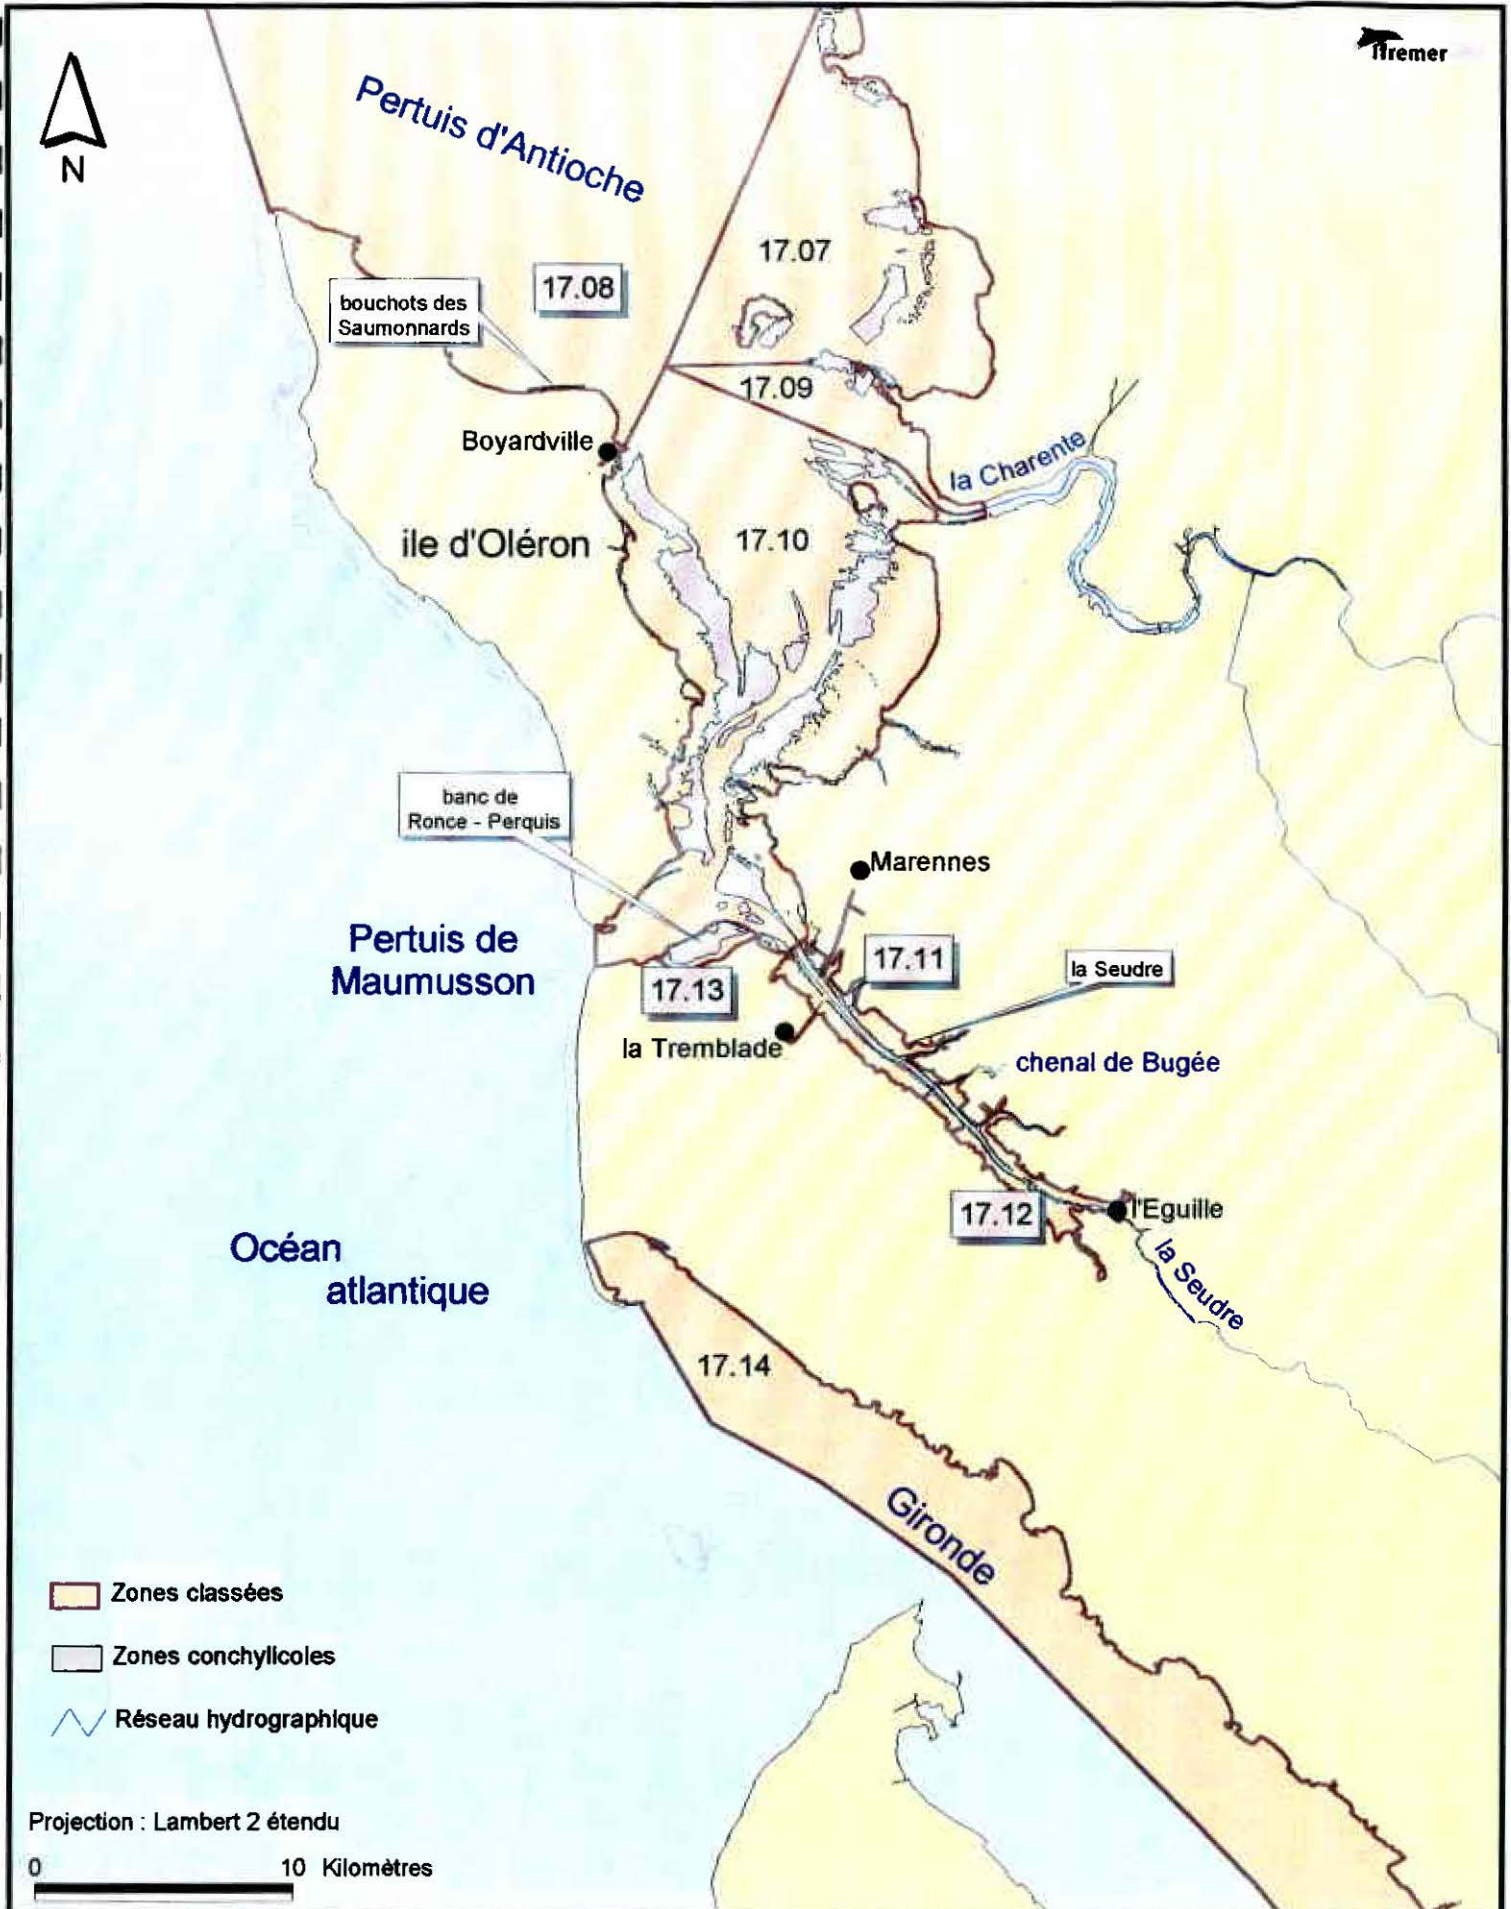 Ifremer
N
Pertuis d'Antioche
17.07
17.08
bouchots des
Saumonnards
17.09
Boyardville
la Charente
ile d'Oléron
17.10
banc de
Ronce - Perquis
Marennes
Pertuis de
Maumusson
17.11
la Seudre
17.13
la Tremblade
chenal de Bugée
17.12
l'Eguille
la Seudre
Océan
atlantique
17.14
Gironde
Zones classées
Zones conchylicoles
Réseau hydrographique
Projection : Lambert 2 étendu
0 10 Kilomètres